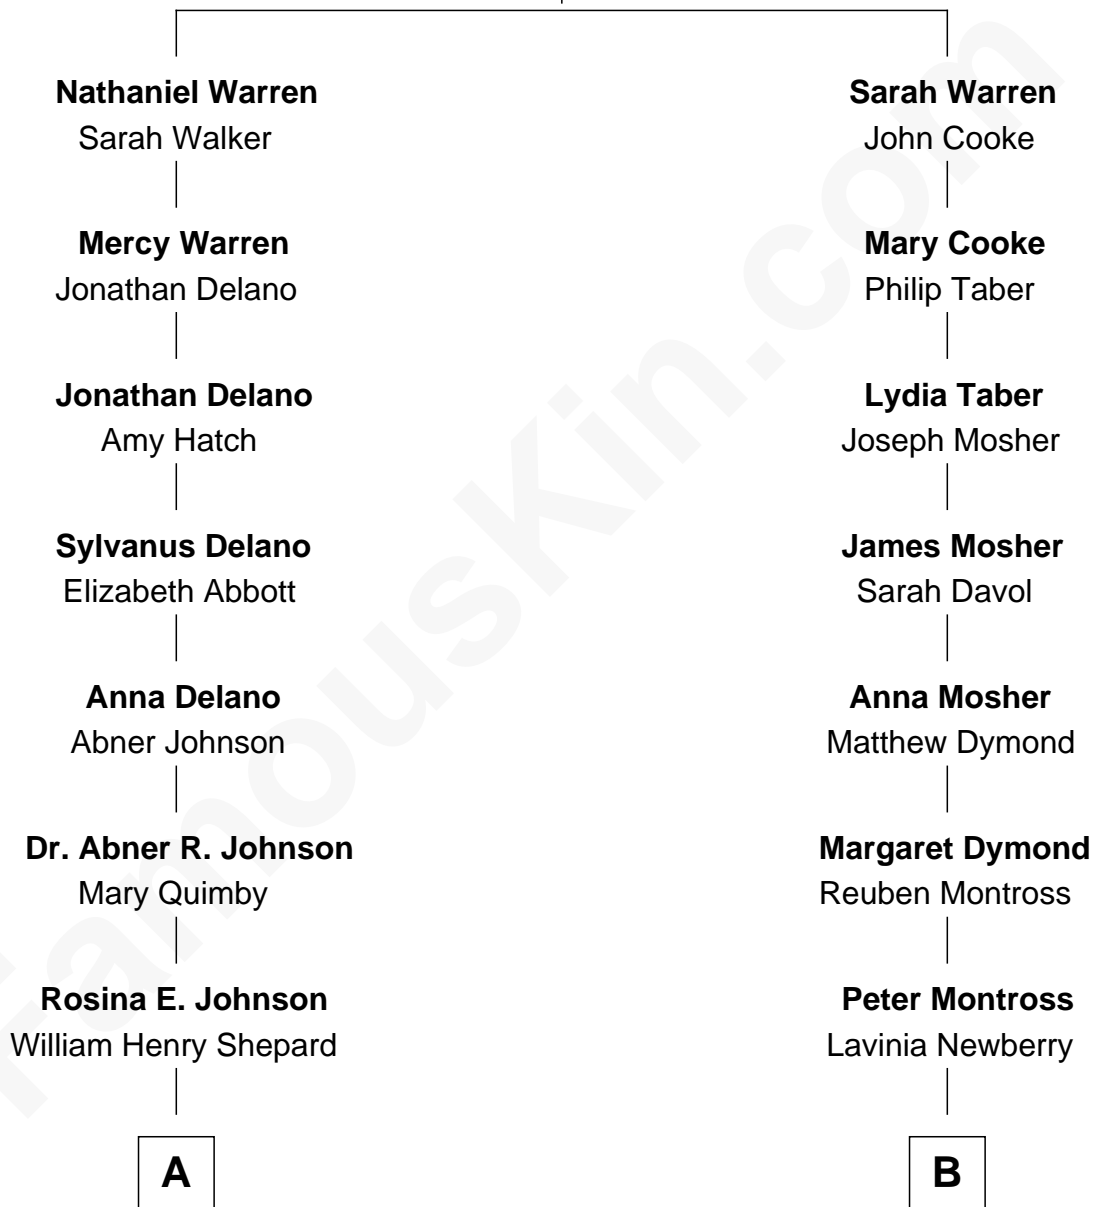 Nathaniel Warren
Sarah Walker
Mercy Warren
Jonathan Delano
Jonathan Delano
Amy Hatch
Sylvanus Delano
Elizabeth Abbott
Anna Delano
Abner Johnson
Dr. Abner R. Johnson
Mary Quimby
Rosina E. Johnson
William Henry Shepard
A
Sarah Warren
John Cooke
Mary Cooke
Philip Taber
Lydia Taber
Joseph Mosher
James Mosher
Sarah Davol
Anna Mosher
Matthew Dymond
Margaret Dymond
Reuben Montross
Peter Montross
Lavinia Newberry
B
FamousKin.com